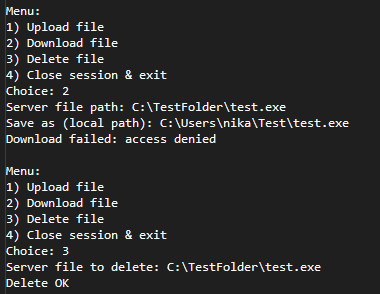 Menu:
1) Upload file
2) Download file
3) Delete file
4) Close session & exit
Choice: 2
Server file path: C:\TestFolder\test.exe
Save as (local path): C:\Users\nika\Test\test.exe
Download failed: access denied
Menu:
1) Upload file
2) Download file
3) Delete file
4) Close session & exit
Choice: 3
Server file to delete: C:\TestFolder\test.exe
Delete OK